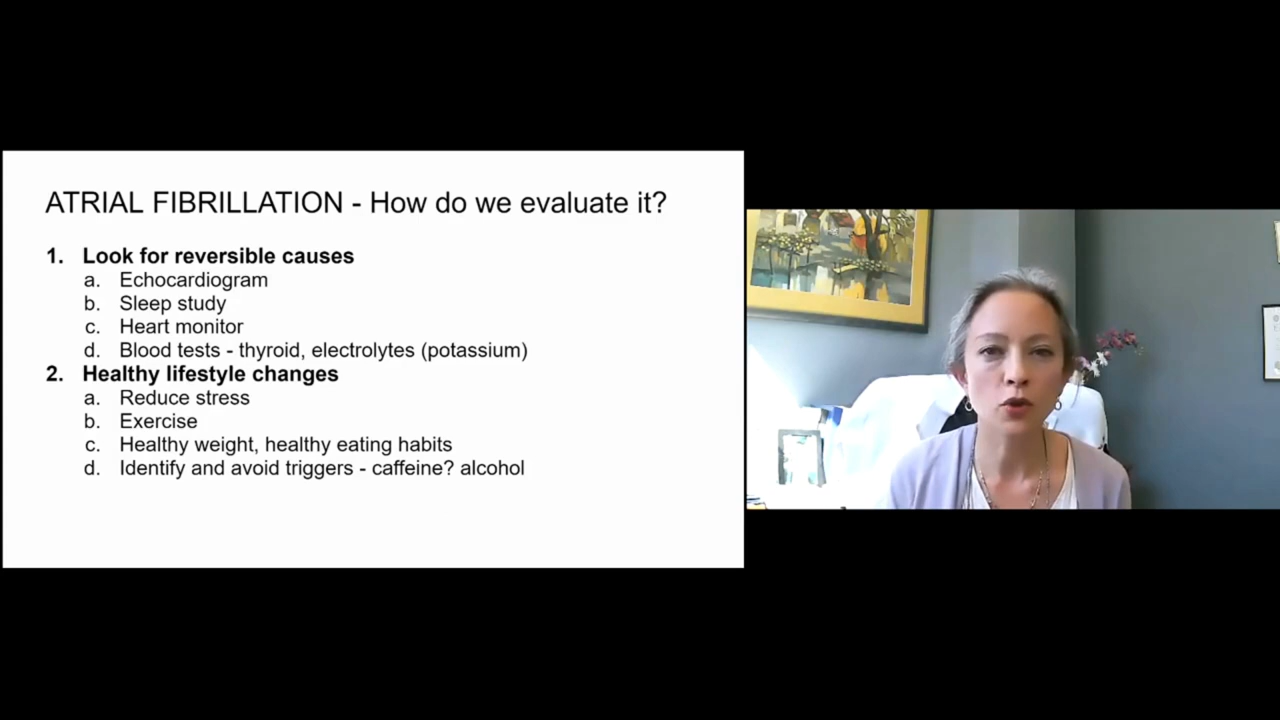 ATRIAL FIBRILLATION - How do we evaluate it?
1. Look for reversible causes
a. Echocardiogram
b. Sleep study
c. Heart monitor
d. Blood tests - thyroid, electrolytes (potassium)
2. Healthy lifestyle changes
a. Reduce stress
b. Exercise
c. Healthy weight, healthy eating habits
d. Identify and avoid triggers - caffeine? alcohol